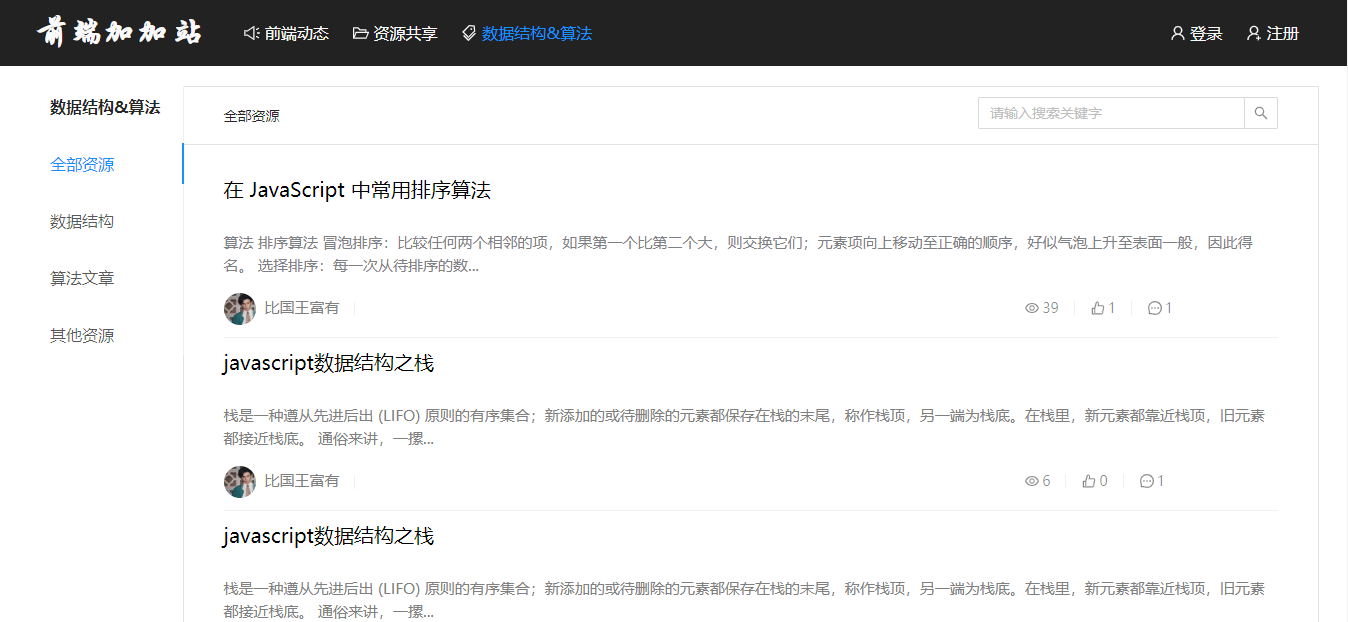 前端加加站 前端动态 资源共享 数据结构&算法 登录 注册
数据结构&算法
全部资源
数据结构
算法文章
其他资源
全部资源 请输入搜索关键字
在 JavaScript 中常用排序算法
算法 排序算法 冒泡排序：比较任何两个相邻的项，如果第一个比第二个大，则交换它们；元素项向上移动至正确的顺序，好似气泡上升至表面一般，因此得
名。 选择排序：每一次从待排序的数...
比国王富有 39 1 1
javascript数据结构之栈
栈是一种遵从先进后出 (LIFO) 原则的有序集合；新添加的或待删除的元素都保存在栈的末尾，称作栈顶，另一端为栈底。在栈里，新元素都靠近栈顶，旧元素
都接近栈底。 通俗来讲，一摞...
比国王富有 6 0 1
javascript数据结构之栈
栈是一种遵从先进后出 (LIFO) 原则的有序集合；新添加的或待删除的元素都保存在栈的末尾，称作栈顶，另一端为栈底。在栈里，新元素都靠近栈顶，旧元素
都接近栈底。 通俗来讲，一摞...